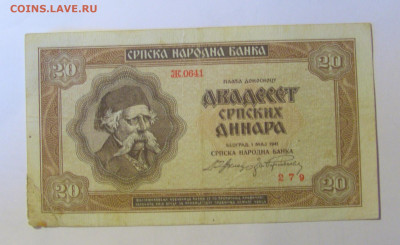 COINS.LAVE.RU
СРПСКА НАРОДНА БАНКА
20
20
Ж.0641
ДВАДЕСЕТ
СРПСКИХ
ДИНАРА
БЕОГРАД, 1 МАЈ 1941
СРПСКА НАРОДНА БАНКА
20
279
20